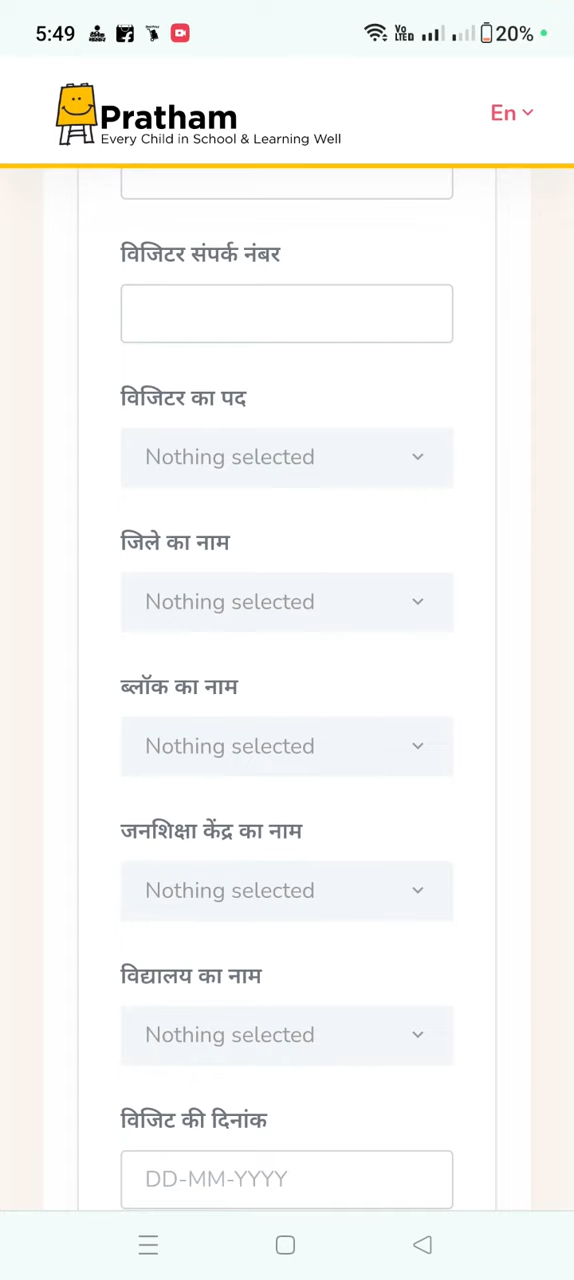 5:49
20%
Pratham
Every Child in School & Learning Well
En
विजिटर संपर्क नंबर
विजिटर का पद
Nothing selected
जिले का नाम
Nothing selected
ब्लॉक का नाम
Nothing selected
जनशिक्षा केंद्र का नाम
Nothing selected
विद्यालय का नाम
Nothing selected
विजिट की दिनांक
DD-MM-YYYY